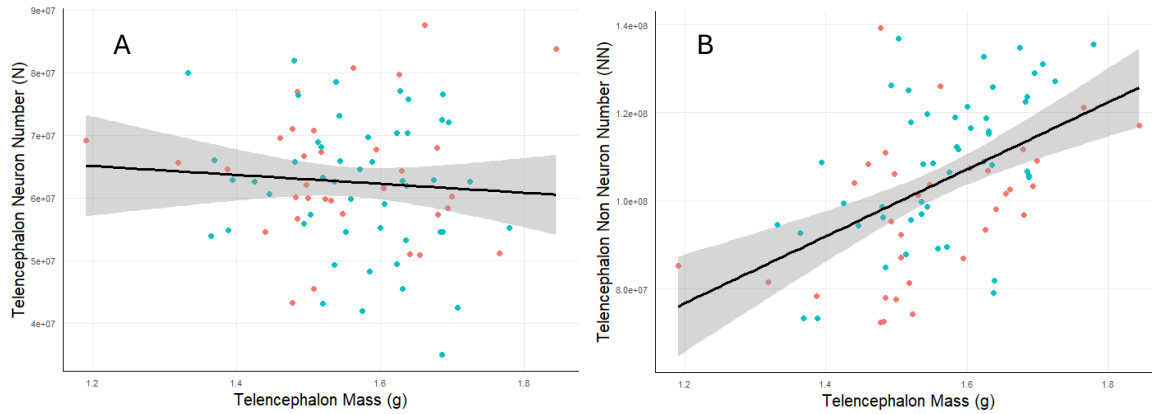 A
Telencephalon Neuron Number (N)
9e+07
8e+07
7e+07
6e+07
5e+07
4e+07
1.2 1.4 1.6 1.8
Telencephalon Mass (g)
B
Telencephalon Non Neuron Number (NN)
1.4e+08
1.2e+08
1.0e+08
8.0e+07
1.2 1.4 1.6 1.8
Telencephalon Mass (g)